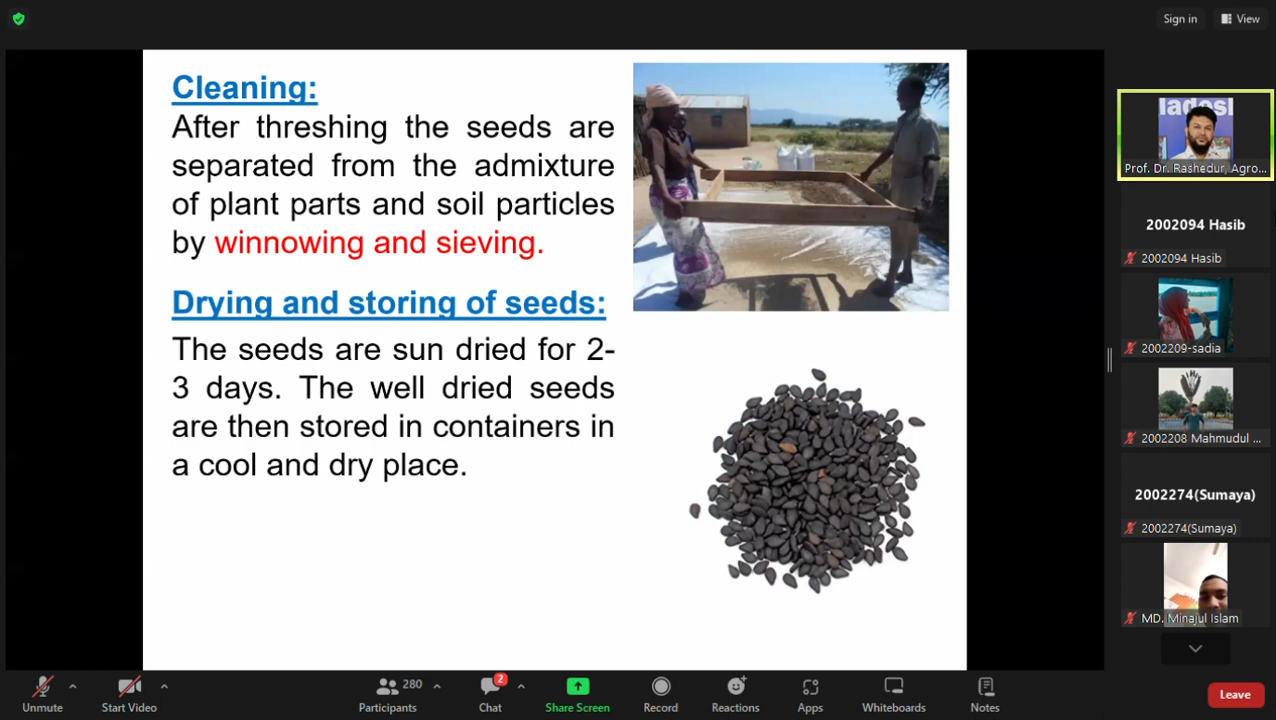 Sign in
View
Cleaning:
After threshing the seeds are
separated from the admixture
of plant parts and soil particles
by winnowing and sieving.
Drying and storing of seeds:
The seeds are sun dried for 2-
3 days. The well dried seeds
are then stored in containers in
a cool and dry place.
Prof. Dr. Rashedur, Agro...
2002094 Hasib
2002094 Hasib
2002209-sadia
2002208 Mahmudul ...
2002274(Sumaya)
2002274(Sumaya)
MD. Minajul Islam
Unmute
Start Video
280
Participants
2
Chat
Share Screen
Record
Reactions
Apps
Whiteboards
Notes
Leave